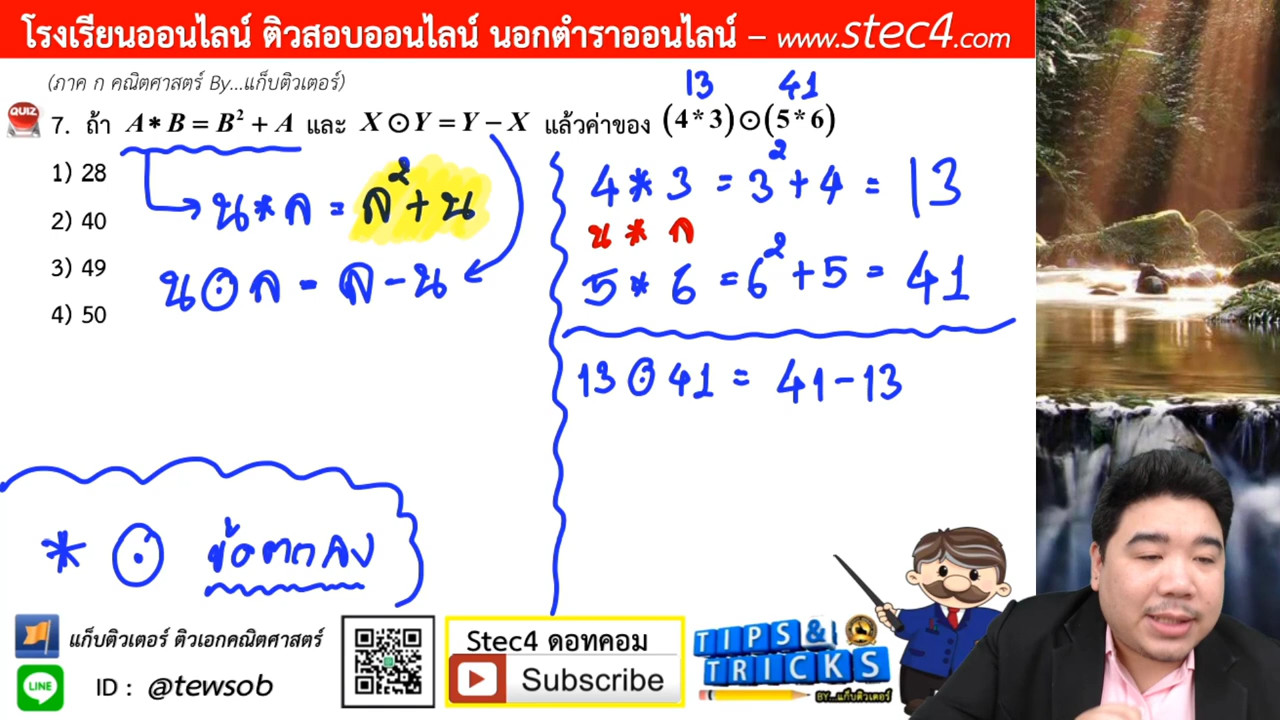 โรงเรียนออนไลน์ ติวสอบออนไลน์ นอกตำราออนไลน์ – www.stec4.com
(ภาค ก คณิตศาสตร์ By...แก็บติวเตอร์)
13 41
QUIZ 7. ถ้า A * B = B² + A และ X ⊙ Y = Y − X แล้วค่าของ (4 * 3) ⊙ (5 * 6)
1) 28
2) 40
3) 49
4) 50
น * ล = ล² + น
น ⊙ ล = ล − น
4 * 3 = 3² + 4 = 13
น * ล
5 * 6 = 6² + 5 = 41
13 ⊙ 41 = 41 − 13
* ⊙ ข้อตกลง
แก็บติวเตอร์ ติวเอกคณิตศาสตร์
LINE ID : @tewsob
Stec4 ดอทคอม
Subscribe
TIPS &
TRICKS
BY...แก็บติวเตอร์